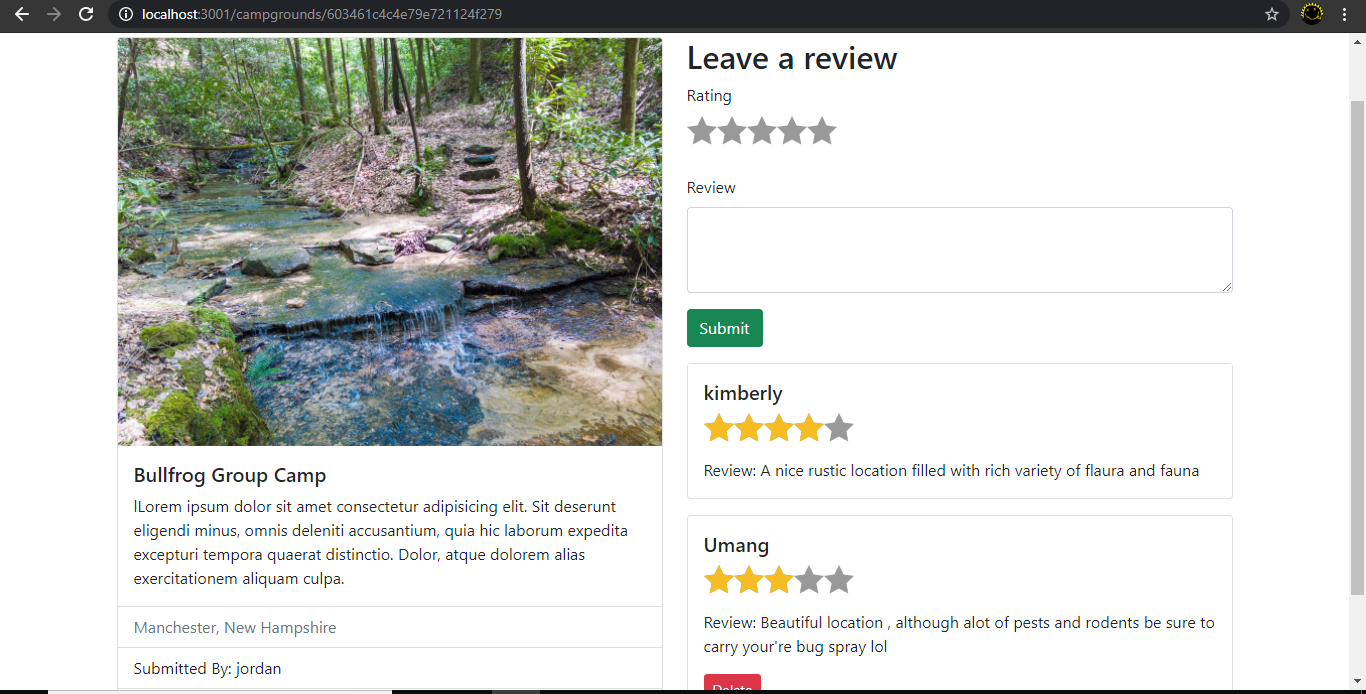 localhost:3001/campgrounds/603461c4c4e79e721124f279
Bullfrog Group Camp
lLorem ipsum dolor sit amet consectetur adipisicing elit. Sit deserunt
eligendi minus, omnis deleniti accusantium, quia hic laborum expedita
excepturi tempora quaerat distinctio. Dolor, atque dolorem alias
exercitationem aliquam culpa.
Manchester, New Hampshire
Submitted By: jordan
Leave a review
Rating
Review
Submit
kimberly
Review: A nice rustic location filled with rich variety of flaura and fauna
Umang
Review: Beautiful location , although alot of pests and rodents be sure to
carry your're bug spray lol
Delete